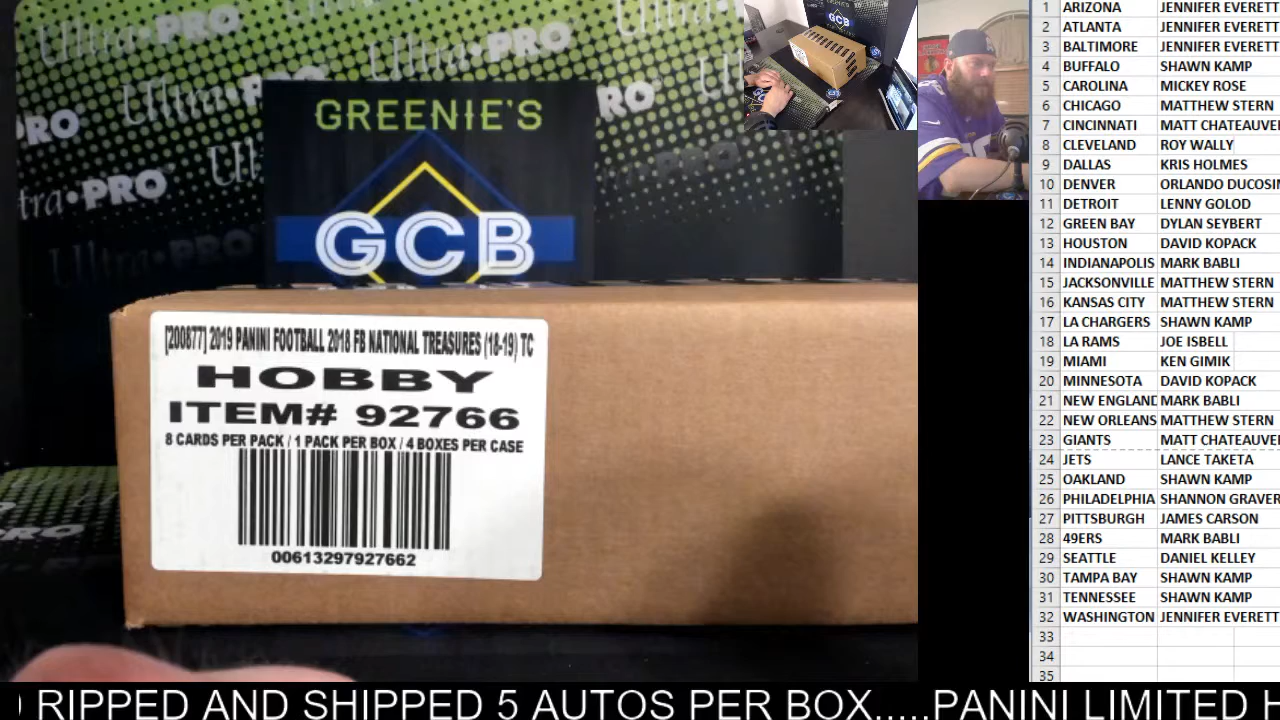 GREENIE'S
GCB
[200877] 2019 PANINI FOOTBALL 2018 FB NATIONAL TREASURES (18-19) TC
HOBBY
ITEM# 92766
8 CARDS PER PACK / 1 PACK PER BOX / 4 BOXES PER CASE
00613297927662
Ultra•PRO
Ultra•PRO
Ultra•PRO
GCB
1 ARIZONA JENNIFER EVERETT
2 ATLANTA JENNIFER EVERETT
3 BALTIMORE JENNIFER EVERETT
4 BUFFALO SHAWN KAMP
5 CAROLINA MICKEY ROSE
6 CHICAGO MATTHEW STERN
7 CINCINNATI MATT CHATEAUVE
8 CLEVELAND ROY WALLY
9 DALLAS KRIS HOLMES
10 DENVER ORLANDO DUCOSIN
11 DETROIT LENNY GOLOD
12 GREEN BAY DYLAN SEYBERT
13 HOUSTON DAVID KOPACK
14 INDIANAPOLIS MARK BABLI
15 JACKSONVILLE MATTHEW STERN
16 KANSAS CITY MATTHEW STERN
17 LA CHARGERS SHAWN KAMP
18 LA RAMS JOE ISBELL
19 MIAMI KEN GIMIK
20 MINNESOTA DAVID KOPACK
21 NEW ENGLAND MARK BABLI
22 NEW ORLEANS MATTHEW STERN
23 GIANTS MATT CHATEAUVE
24 JETS LANCE TAKETA
25 OAKLAND SHAWN KAMP
26 PHILADELPHIA SHANNON GRAVER
27 PITTSBURGH JAMES CARSON
28 49ERS MARK BABLI
29 SEATTLE DANIEL KELLEY
30 TAMPA BAY SHAWN KAMP
31 TENNESSEE SHAWN KAMP
32 WASHINGTON JENNIFER EVERETT
33
34
35
RIPPED AND SHIPPED 5 AUTOS PER BOX.....PANINI LIMITED H